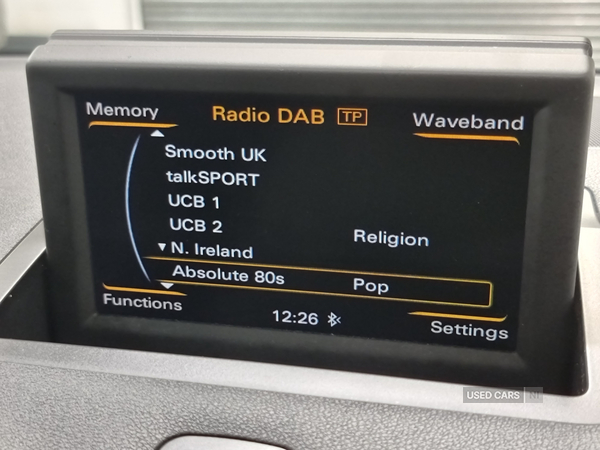 Memory
Radio DAB TP
Waveband
Smooth UK
talkSPORT
UCB 1
UCB 2 Religion
N. Ireland
Absolute 80s Pop
Functions
12:26
Settings
USED CARS NI